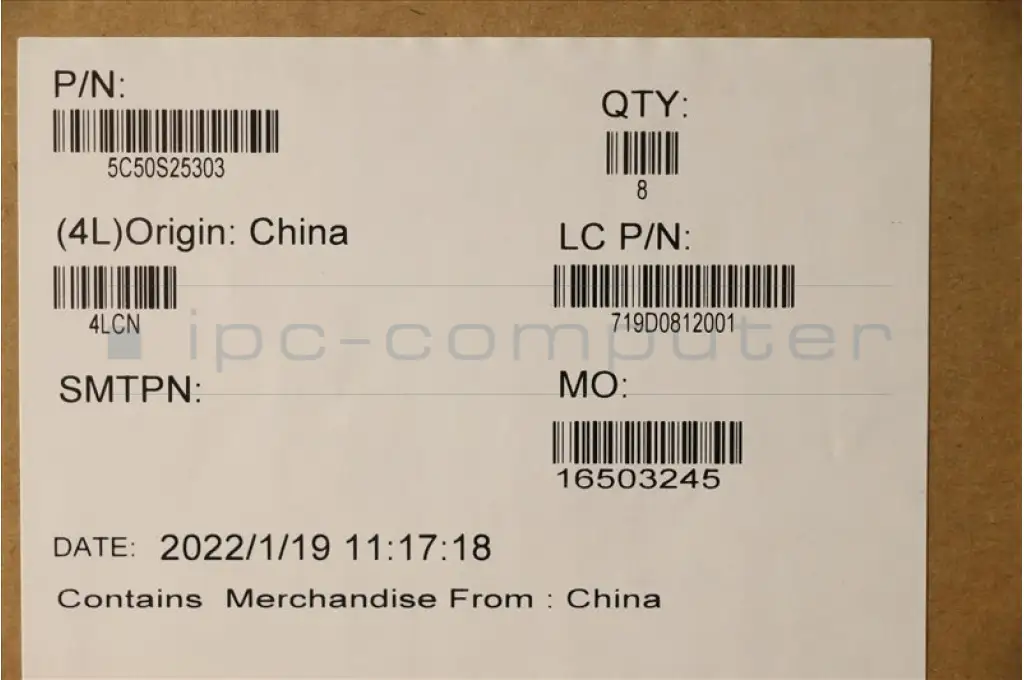 P/N:
5C50S25303
QTY:
8
(4L)Origin: China
4LCN
LC P/N:
719D0812001
ipc-computer
SMTPN:
MO:
16503245
DATE: 2022/1/19 11:17:18
Contains Merchandise From : China